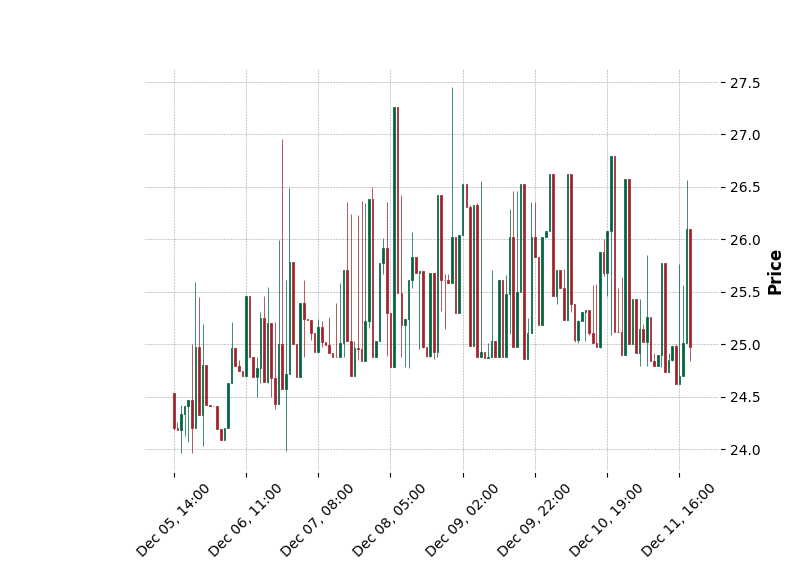 27.5
27.0
26.5
26.0
25.5
25.0
24.5
24.0
Price
Dec 05, 14:00
Dec 06, 11:00
Dec 07, 08:00
Dec 08, 05:00
Dec 09, 02:00
Dec 09, 22:00
Dec 10, 19:00
Dec 11, 16:00